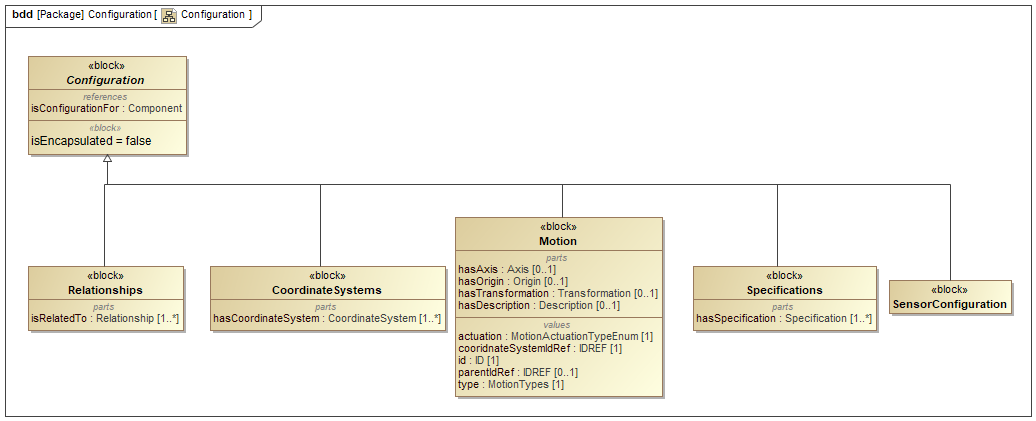 bdd [Package] Configuration [ Configuration ]
«block»
Configuration
references
isConfigurationFor : Component
«block»
isEncapsulated = false
«block»
Relationships
parts
isRelatedTo : Relationship [1..*]
«block»
CoordinateSystems
parts
hasCoordinateSystem : CoordinateSystem [1..*]
«block»
Motion
parts
hasAxis : Axis [0..1]
hasOrigin : Origin [0..1]
hasTransformation : Transformation [0..1]
hasDescription : Description [0..1]
values
actuation : MotionActuationTypeEnum [1]
cooridnateSystemIdRef : IDREF [1]
id : ID [1]
parentIdRef : IDREF [0..1]
type : MotionTypes [1]
«block»
Specifications
parts
hasSpecification : Specification [1..*]
«block»
SensorConfiguration